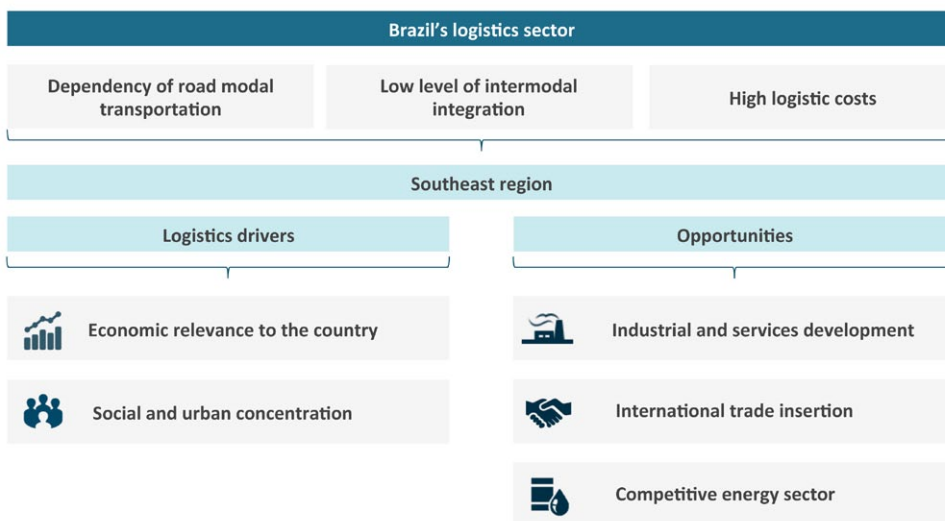 Brazil's logistics sector
Dependency of road modal
transportation
Low level of intermodal
integration
High logistic costs
Southeast region
Logistics drivers
Opportunities
Economic relevance to the country
Social and urban concentration
Industrial and services development
International trade insertion
Competitive energy sector